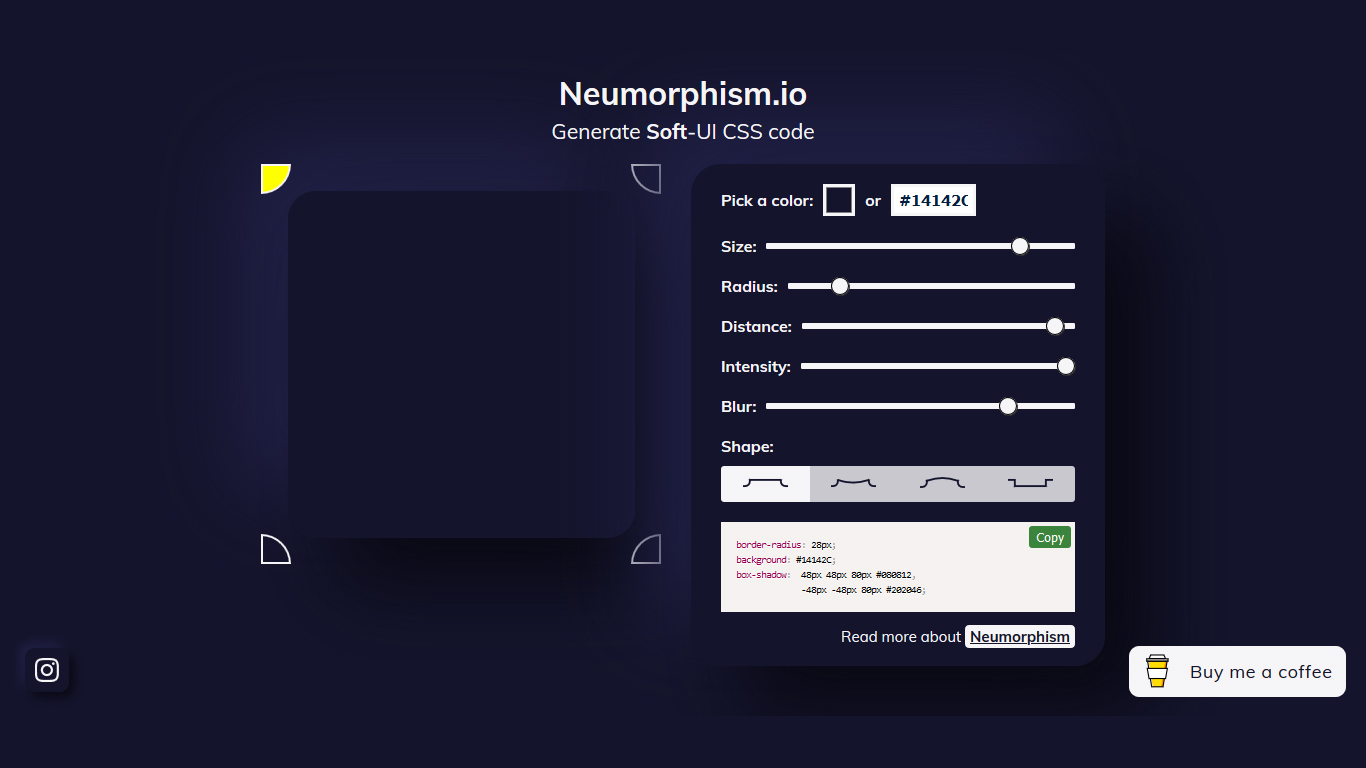 Neumorphism.io
Generate Soft-UI CSS code
Pick a color: or #14142C
Size:
Radius:
Distance:
Intensity:
Blur:
Shape:
Copy
border-radius: 28px;
background: #14142C;
box-shadow: 48px 48px 80px #080812,
-48px -48px 80px #202046;
Read more about Neumorphism
Buy me a coffee